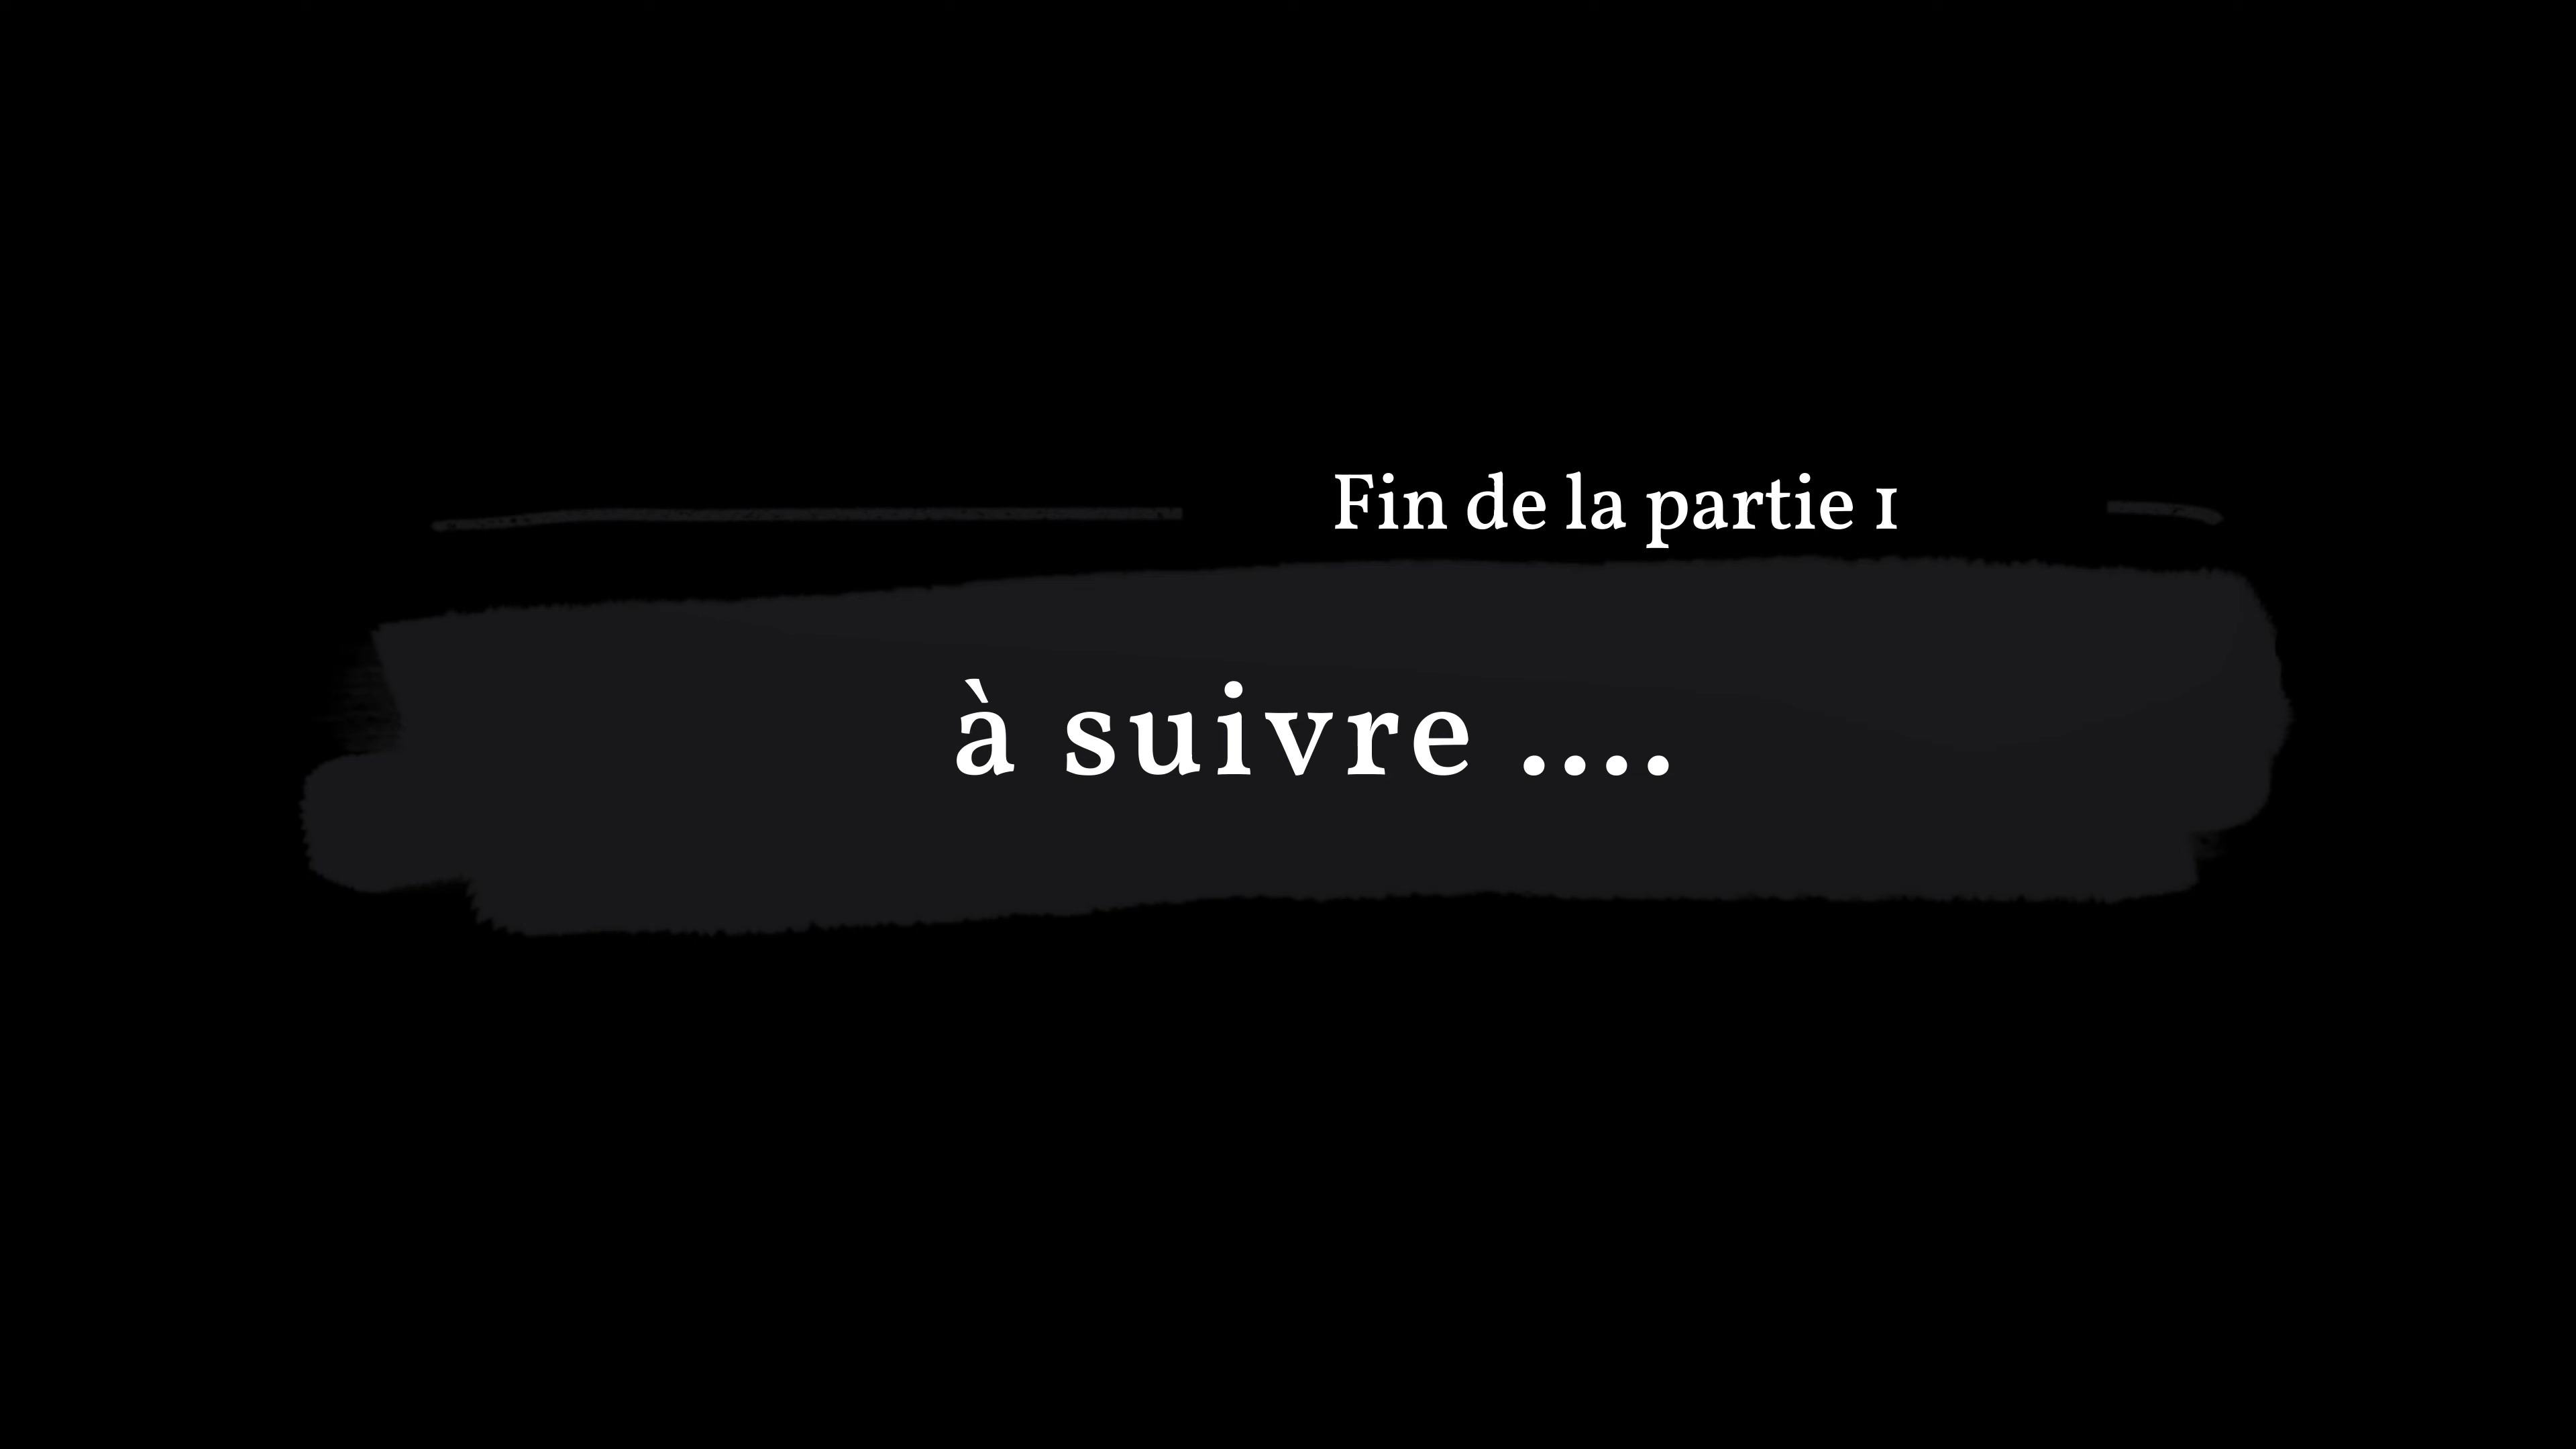 Fin de la partie 1
à suivre ....